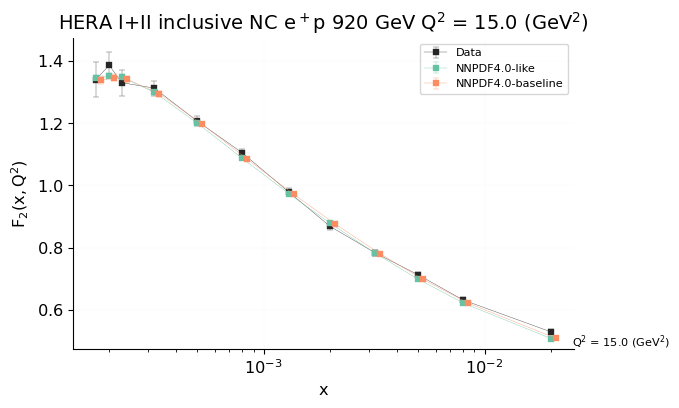 HERA I+II inclusive NC e⁺p 920 GeV Q² = 15.0 (GeV²)
Data
NNPDF4.0-like
NNPDF4.0-baseline
F₂(x, Q²)
1.4
1.2
1.0
0.8
0.6
Q² = 15.0 (GeV²)
10⁻³
10⁻²
x